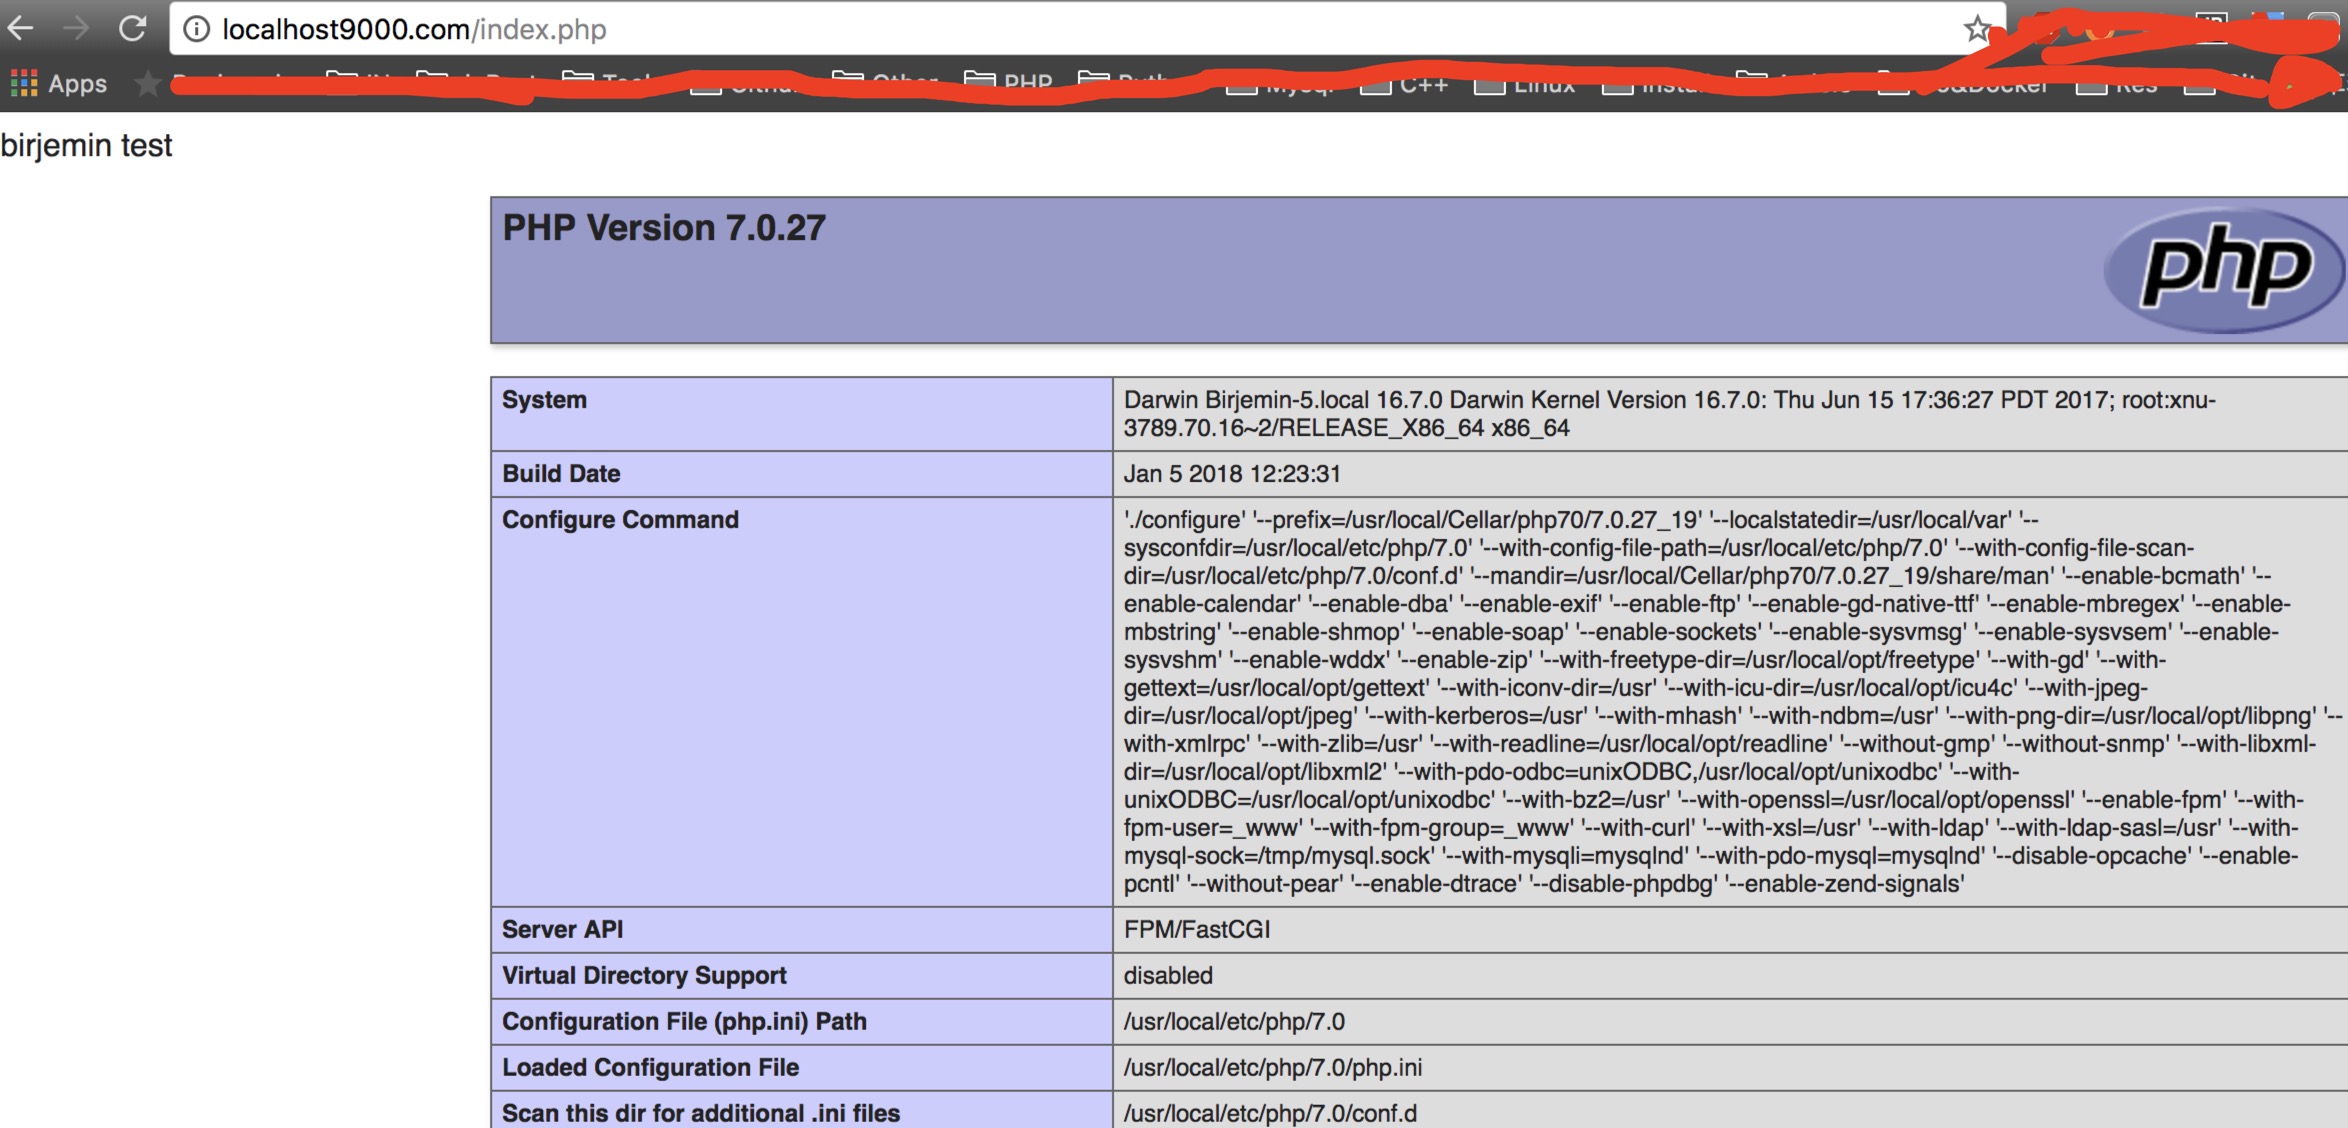 localhost9000.com/index.php
Apps PHP C++ Linux
birjemin test
PHP Version 7.0.27
php
System
Darwin Birjemin-5.local 16.7.0 Darwin Kernel Version 16.7.0: Thu Jun 15 17:36:27 PDT 2017; root:xnu-
3789.70.16~2/RELEASE_X86_64 x86_64
Build Date
Jan 5 2018 12:23:31
Configure Command
'./configure' '--prefix=/usr/local/Cellar/php70/7.0.27_19' '--localstatedir=/usr/local/var' '--
sysconfdir=/usr/local/etc/php/7.0' '--with-config-file-path=/usr/local/etc/php/7.0' '--with-config-file-scan-
dir=/usr/local/etc/php/7.0/conf.d' '--mandir=/usr/local/Cellar/php70/7.0.27_19/share/man' '--enable-bcmath' '--
enable-calendar' '--enable-dba' '--enable-exif' '--enable-ftp' '--enable-gd-native-ttf' '--enable-mbregex' '--enable-
mbstring' '--enable-shmop' '--enable-soap' '--enable-sockets' '--enable-sysvmsg' '--enable-sysvsem' '--enable-
sysvshm' '--enable-wddx' '--enable-zip' '--with-freetype-dir=/usr/local/opt/freetype' '--with-gd' '--with-
gettext=/usr/local/opt/gettext' '--with-iconv-dir=/usr' '--with-icu-dir=/usr/local/opt/icu4c' '--with-jpeg-
dir=/usr/local/opt/jpeg' '--with-kerberos=/usr' '--with-mhash' '--with-ndbm=/usr' '--with-png-dir=/usr/local/opt/libpng' '--
with-xmlrpc' '--with-zlib=/usr' '--with-readline=/usr/local/opt/readline' '--without-gmp' '--without-snmp' '--with-libxml-
dir=/usr/local/opt/libxml2' '--with-pdo-odbc=unixODBC,/usr/local/opt/unixodbc' '--with-
unixODBC=/usr/local/opt/unixodbc' '--with-bz2=/usr' '--with-openssl=/usr/local/opt/openssl' '--enable-fpm' '--with-
fpm-user=_www' '--with-fpm-group=_www' '--with-curl' '--with-xsl=/usr' '--with-ldap' '--with-ldap-sasl=/usr' '--with-
mysql-sock=/tmp/mysql.sock' '--with-mysqli=mysqlnd' '--with-pdo-mysql=mysqlnd' '--disable-opcache' '--enable-
pcntl' '--without-pear' '--enable-dtrace' '--disable-phpdbg' '--enable-zend-signals'
Server API
FPM/FastCGI
Virtual Directory Support
disabled
Configuration File (php.ini) Path
/usr/local/etc/php/7.0
Loaded Configuration File
/usr/local/etc/php/7.0/php.ini
Scan this dir for additional .ini files
/usr/local/etc/php/7.0/conf.d